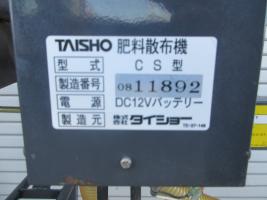 TAISHO 肥料散布機
型式 CS型
製造番号 0811892
電源 DC12Vバッテリー
製造元 株式会社タイショー